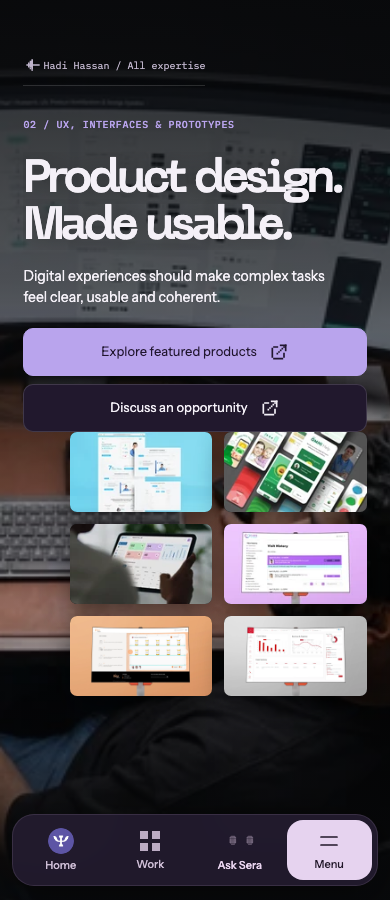 Hadi Hassan / All expertise
02 / UX, INTERFACES & PROTOTYPES
Product design.
Made usable.
Digital experiences should make complex tasks
feel clear, usable and coherent.
Explore featured products
Discuss an opportunity
Home
Work
Ask Sera
Menu